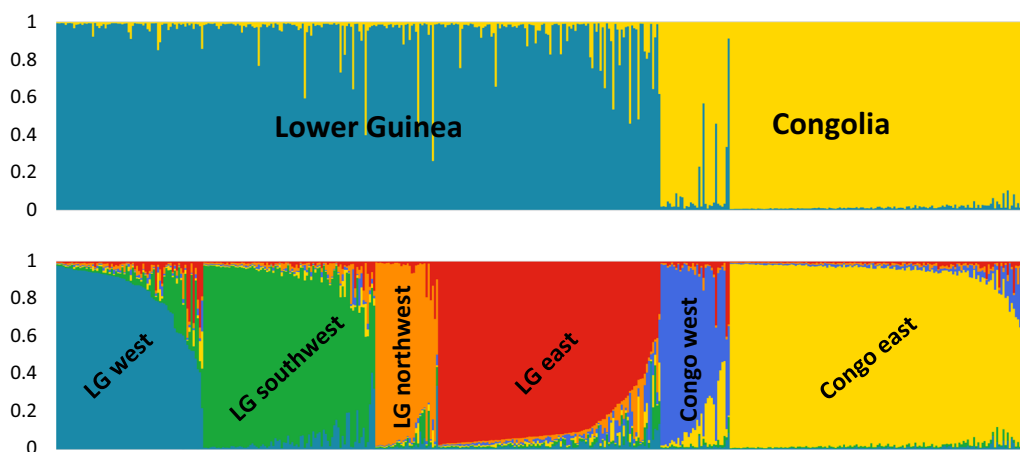 1
0.8
0.6
0.4
0.2
0
Lower Guinea
Congolia
1
0.8
0.6
0.4
0.2
0
LG west
LG southwest
LG northwest
LG east
Congo west
Congo east